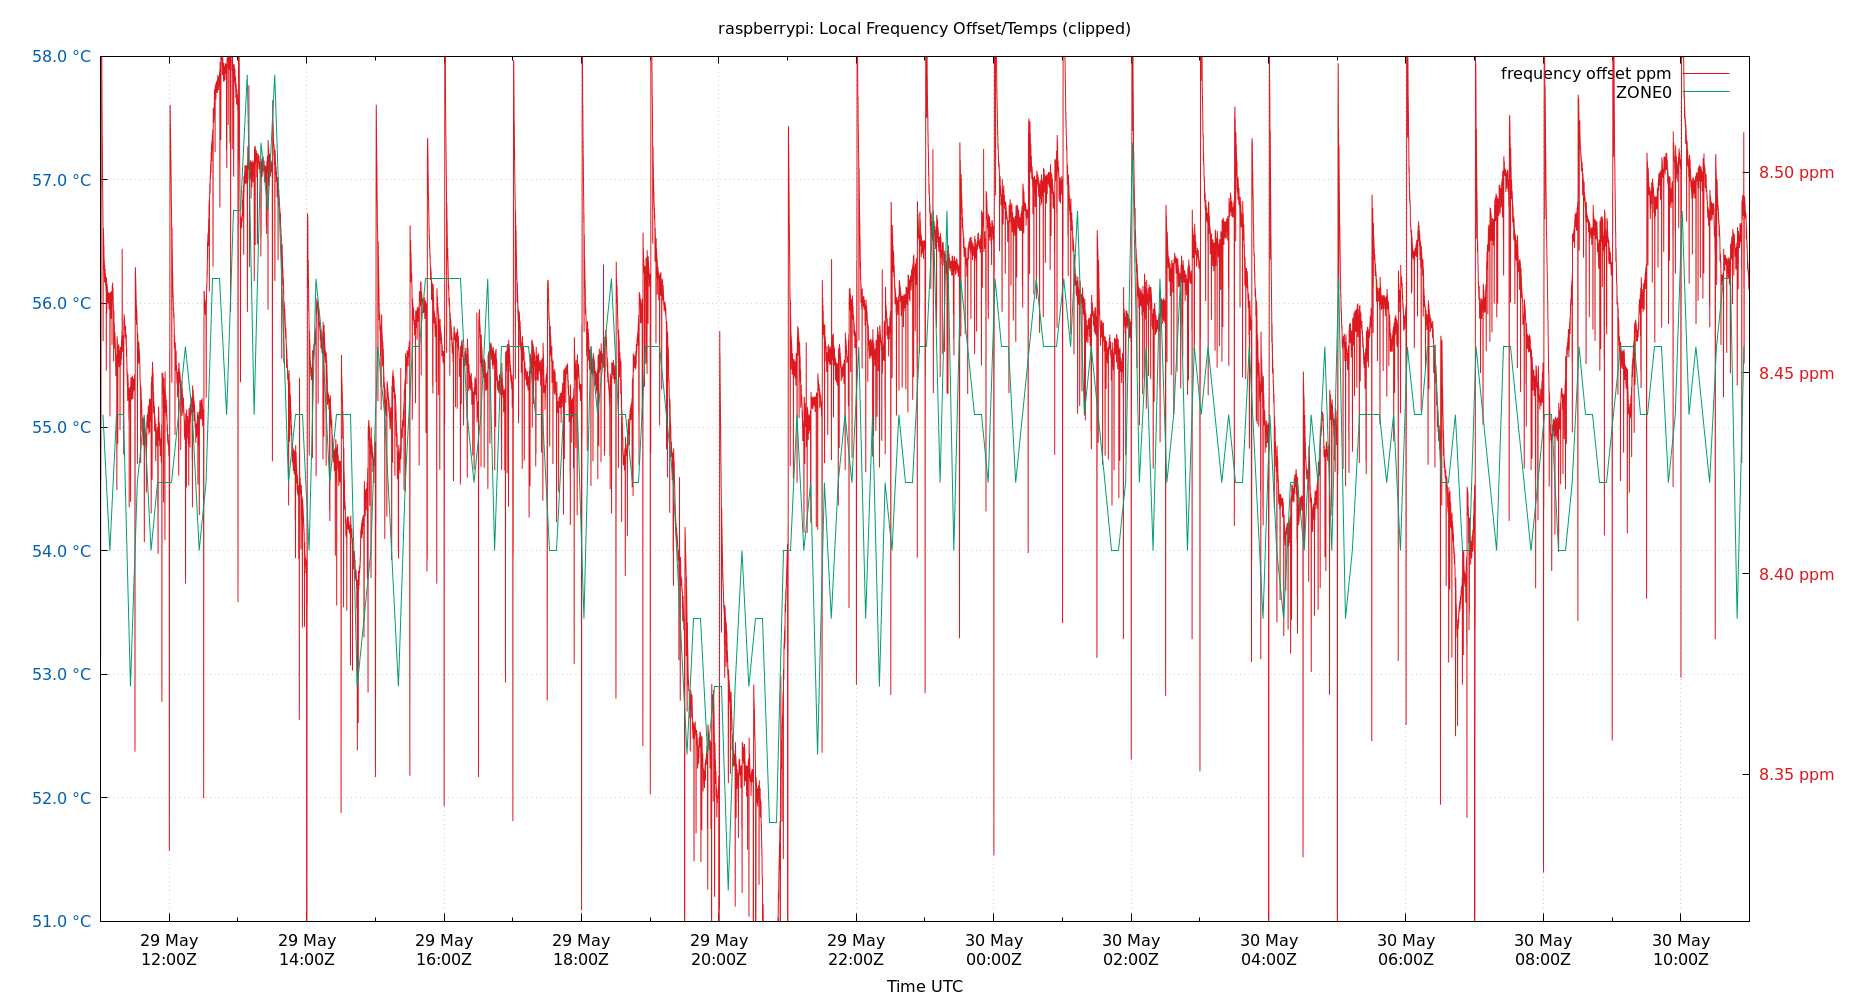 raspberrypi: Local Frequency Offset/Temps (clipped)
58.0 °C
57.0 °C
56.0 °C
55.0 °C
54.0 °C
53.0 °C
52.0 °C
51.0 °C
frequency offset ppm
ZONE0
8.50 ppm
8.45 ppm
8.40 ppm
8.35 ppm
29 May
12:00Z
29 May
14:00Z
29 May
16:00Z
29 May
18:00Z
29 May
20:00Z
29 May
22:00Z
30 May
00:00Z
30 May
02:00Z
30 May
04:00Z
30 May
06:00Z
30 May
08:00Z
30 May
10:00Z
Time UTC